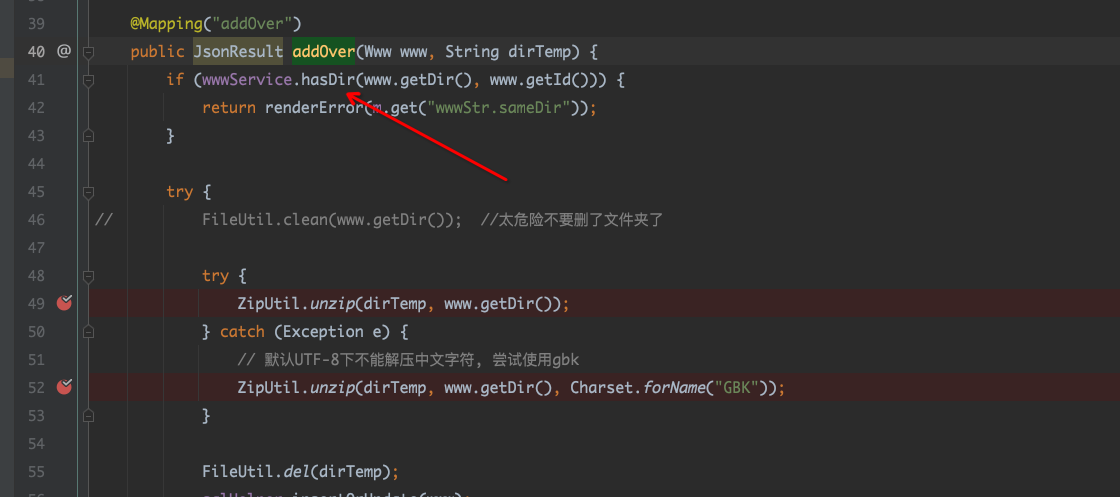 39 @Mapping("addOver")
40 @ public JsonResult addOver(Www www, String dirTemp) {
41 if (wwwService.hasDir(www.getDir(), www.getId())) {
42 return renderError(m.get("wwwStr.sameDir"));
43 }
44
45 try {
46 // FileUtil.clean(www.getDir()); //太危险不要删了文件夹了
47
48 try {
49 ZipUtil.unzip(dirTemp, www.getDir());
50 } catch (Exception e) {
51 // 默认UTF-8下不能解压中文字符, 尝试使用gbk
52 ZipUtil.unzip(dirTemp, www.getDir(), Charset.forName("GBK"));
53 }
54
55 FileUtil.del(dirTemp);